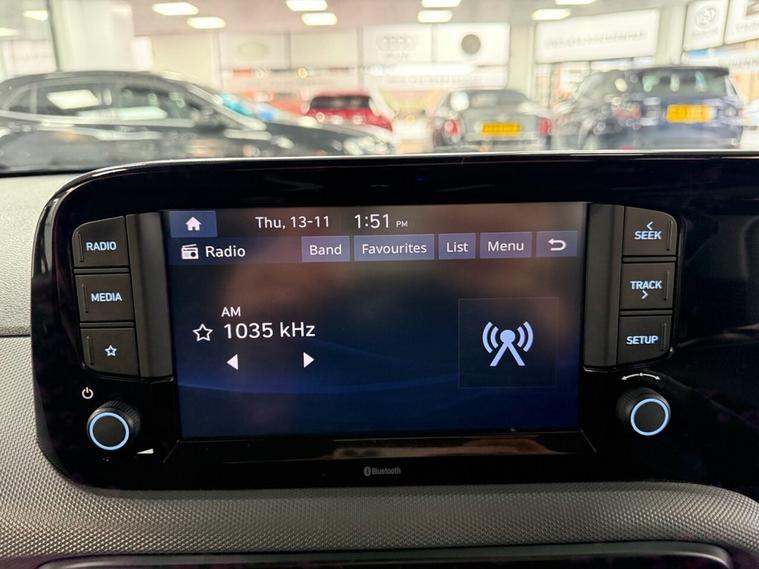 Thu, 13-11 1:51 PM
Radio Band Favourites List Menu
AM
1035 kHz
RADIO
MEDIA
SEEK
TRACK
SETUP
Bluetooth